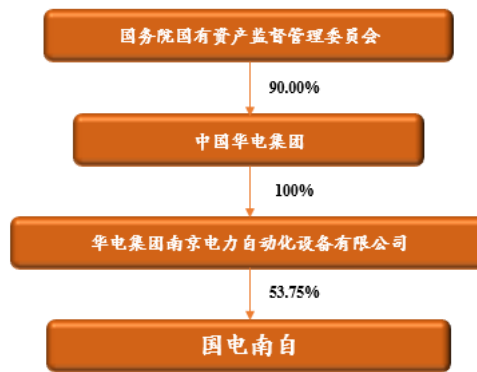 国务院国有资产监督管理委员会
90.00%
中国华电集团
100%
华电集团南京电力自动化设备有限公司
53.75%
国电南自